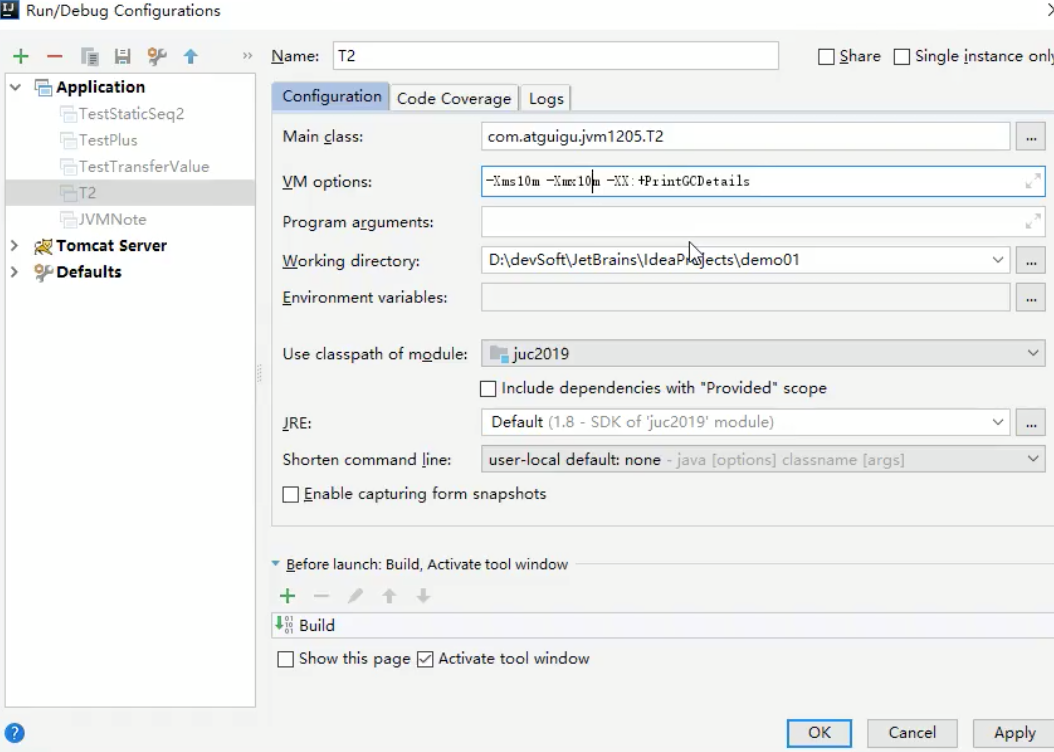 Run/Debug Configurations
Name: T2 Share Single instance only
Application
TestStaticSeq2
TestPlus
TestTransferValue
T2
JVMNote
Tomcat Server
Defaults
Configuration Code Coverage Logs
Main class: com.atguigu.jvm1205.T2 ...
VM options: -Xms10m -Xmx10m -XX:+PrintGCDetails
Program arguments:
Working directory: D:\devSoft\JetBrains\IdeaProjects\demo01 ...
Environment variables: ...
Use classpath of module: juc2019
Include dependencies with "Provided" scope
JRE: Default (1.8 - SDK of 'juc2019' module) ...
Shorten command line: user-local default: none - java [options] classname [args]
Enable capturing form snapshots
Before launch: Build, Activate tool window
Build
Show this page Activate tool window
? OK Cancel Apply